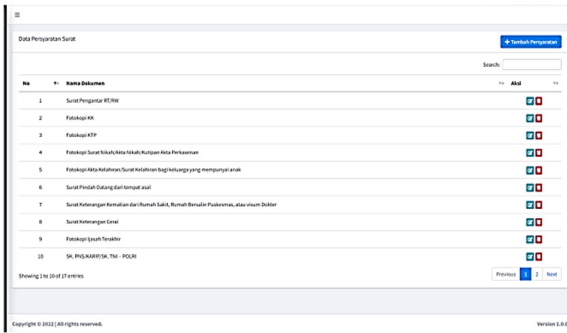 Data Persyaratan Surat
+ Tambah Persyaratan
Search:
No Nama Dokumen Aksi
1 Surat Pengantar RT/RW
2 Fotokopi KK
3 Fotokopi KTP
4 Fotokopi Surat Nikah/Akta Nikah/Kutipan Akta Perkawinan
5 Fotokopi Akta Kelahiran/Surat Kelahiran bagi keluarga yang mempunyai anak
6 Surat Pindah Datang dari tempat asal
7 Surat Keterangan Kematian dari Rumah Sakit, Rumah Bersalin Puskesmas, atau visum Dokter
8 Surat Keterangan Cerai
9 Fotokopi Ijasah Terakhir
10 SK. PNS/KARIP/SK. TNI - POLRI
Showing 1 to 10 of 17 entries
Previous 1 2 Next
Copyright © 2022 | All rights reserved.
Version 1.0.0